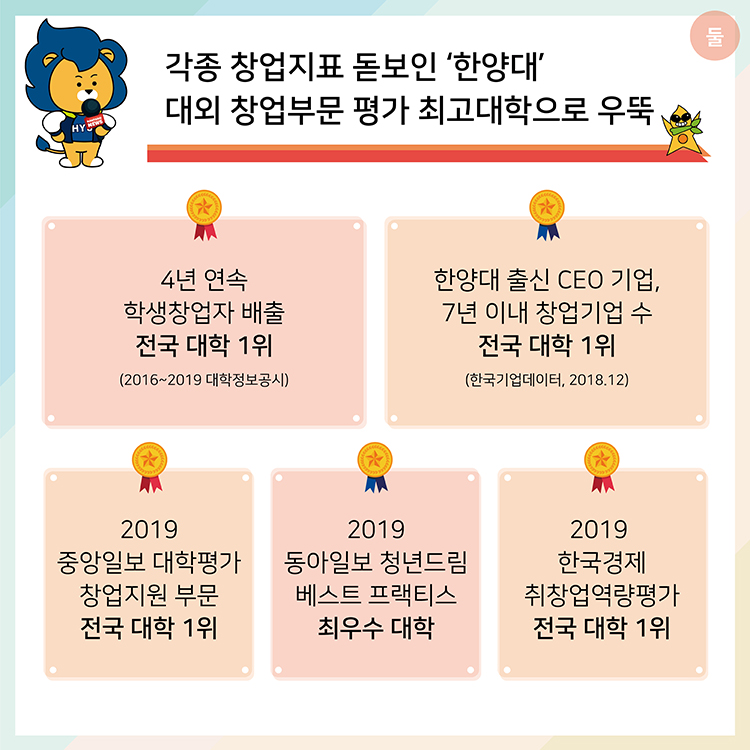 둘
각종 창업지표 돋보인 ‘한양대’
대외 창업부문 평가 최고대학으로 우뚝
HY
NEWS
4년 연속
학생창업자 배출
전국 대학 1위
(2016~2019 대학정보공시)
한양대 출신 CEO 기업,
7년 이내 창업기업 수
전국 대학 1위
(한국기업데이터, 2018.12)
2019
중앙일보 대학평가
창업지원 부문
전국 대학 1위
2019
동아일보 청년드림
베스트 프랙티스
최우수 대학
2019
한국경제
취창업역량평가
전국 대학 1위